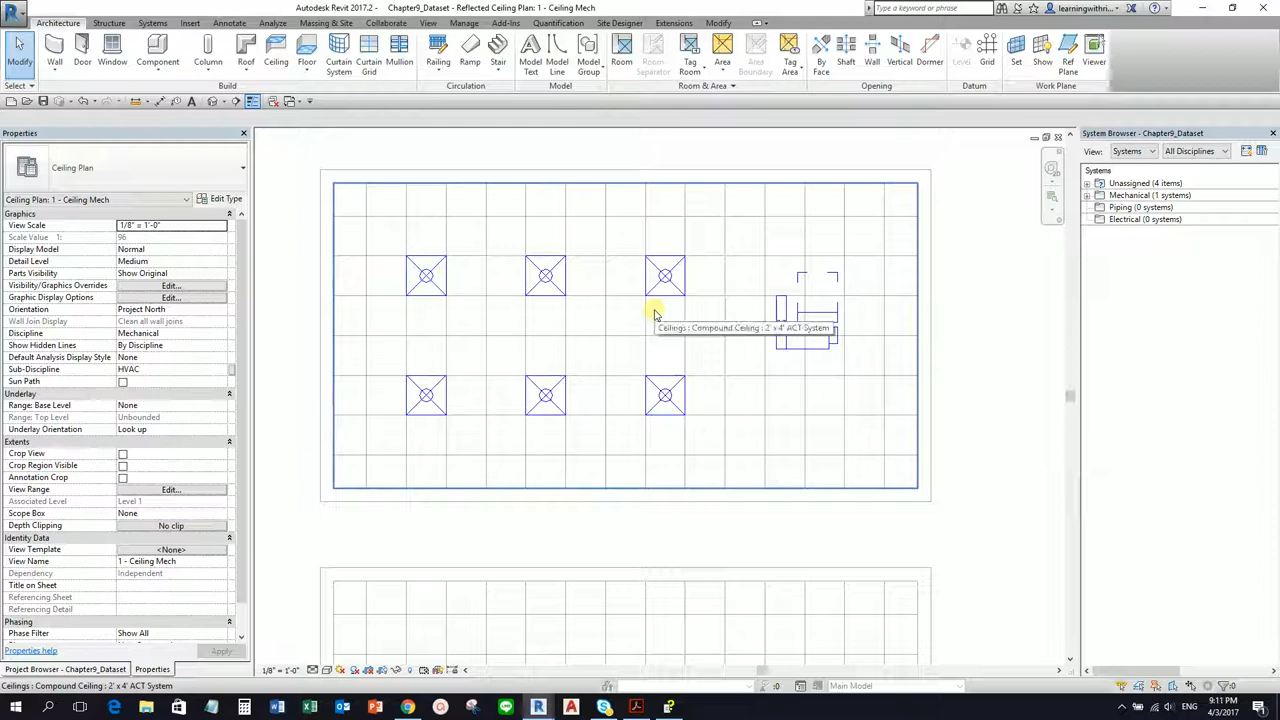 Autodesk Revit 2017.2 - Chapter9_Dataset - Reflected Ceiling Plan: 1 - Ceiling Mech
Type a keyword or phrase
learningwithri...
Architecture Structure Systems Insert Annotate Analyze Massing & Site Collaborate View Manage Add-Ins Quantification Site Designer Extensions Modify
Modify Wall Door Window Component Column Roof Ceiling Floor Curtain System Curtain Grid Mullion Railing Ramp Stair Model Text Model Line Model Group Room Room Separator Tag Room Area Area Boundary Tag Area By Face Shaft Wall Vertical Dormer Level Grid Set Show Ref Plane Viewer
Select Build Circulation Model Room & Area Opening Datum Work Plane
Properties
System Browser - Chapter9_Dataset
Ceiling Plan
View: Systems All Disciplines
Systems
Unassigned (4 items)
Mechanical (1 systems)
Piping (0 systems)
Electrical (0 systems)
Ceiling Plan: 1 - Ceiling Mech Edit Type
Graphics
View Scale 1/8" = 1'-0"
Scale Value 1: 96
Display Model Normal
Detail Level Medium
Parts Visibility Show Original
Visibility/Graphics Overrides Edit...
Graphic Display Options Edit...
Orientation Project North
Wall Join Display Clean all wall joins
Discipline Mechanical
Show Hidden Lines By Discipline
Default Analysis Display Style None
Sub-Discipline HVAC
Sun Path
Underlay
Range: Base Level None
Range: Top Level Unbounded
Underlay Orientation Look up
Extents
Crop View
Crop Region Visible
Annotation Crop
View Range Edit...
Associated Level Level 1
Scope Box None
Depth Clipping No clip
Identity Data
View Template <None>
View Name 1 - Ceiling Mech
Dependency Independent
Title on Sheet
Referencing Sheet
Referencing Detail
Phasing
Phase Filter Show All
Properties help Apply
Ceilings : Compound Ceiling : 2' x 4' ACT System
Project Browser - Chapter9_Dataset Properties
1/8" = 1'-0"
Ceilings : Compound Ceiling : 2' x 4' ACT System
:0 Main Model :0
ENG 9:11 PM
4/3/2017